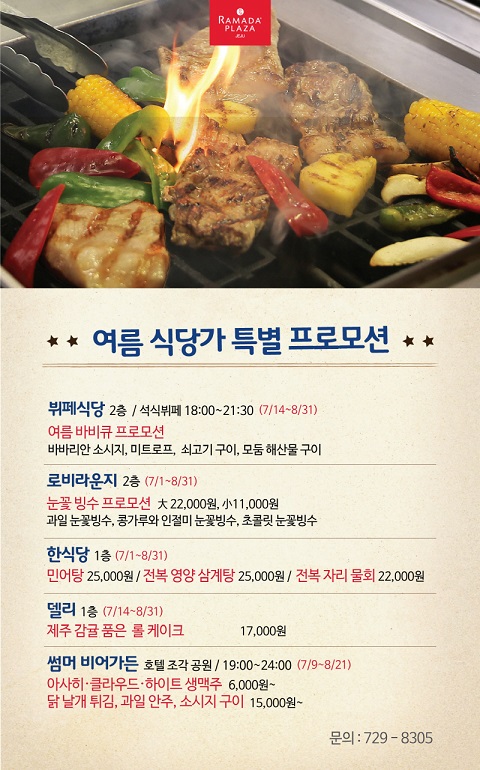 RAMADA
PLAZA
JEJU
여름 식당가 특별 프로모션
뷔페식당 2층 / 석식뷔페 18:00~21:30 (7/14~8/31)
여름 바비큐 프로모션
바바리안 소시지, 미트로프, 쇠고기 구이, 모둠 해산물 구이
로비라운지 2층 (7/1~8/31)
눈꽃 빙수 프로모션 大 22,000원, 小11,000원
과일 눈꽃빙수, 콩가루와 인절미 눈꽃빙수, 초콜릿 눈꽃빙수
한식당 1층 (7/1~8/31)
민어탕 25,000원 / 전복 영양 삼계탕 25,000원 / 전복 자리 물회 22,000원
델리 1층 (7/14~8/31)
제주 감귤 품은 롤 케이크 17,000원
썸머 비어가든 호텔 조각 공원 / 19:00~24:00 (7/9~8/21)
아사히·클라우드·하이트 생맥주 6,000원~
닭 날개 튀김, 과일 안주, 소시지 구이 15,000원~
문의 : 729 - 8305